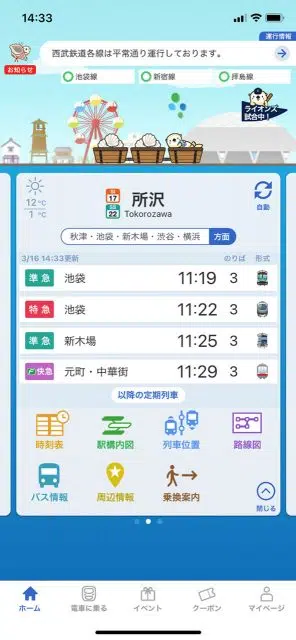 14:33
運行情報
西武鉄道各線は平常通り運行しております。
お知らせ
池袋線
新宿線
拝島線
ライオンズ
試合中！
12℃
1℃
SI
17
SS
22
所沢
Tokorozawa
自動
秋津・池袋・新木場・渋谷・横浜 方面
3/16 14:33更新 のりば 形式
準急 池袋 11:19 3
特急 池袋 11:22 3
準急 新木場 11:25 3
F快急 元町・中華街 11:29 3
以降の定期列車
時刻表 駅構内図 列車位置 路線図
バス情報 周辺情報 乗換案内
閉じる
ホーム 電車に乗る イベント クーポン マイページ